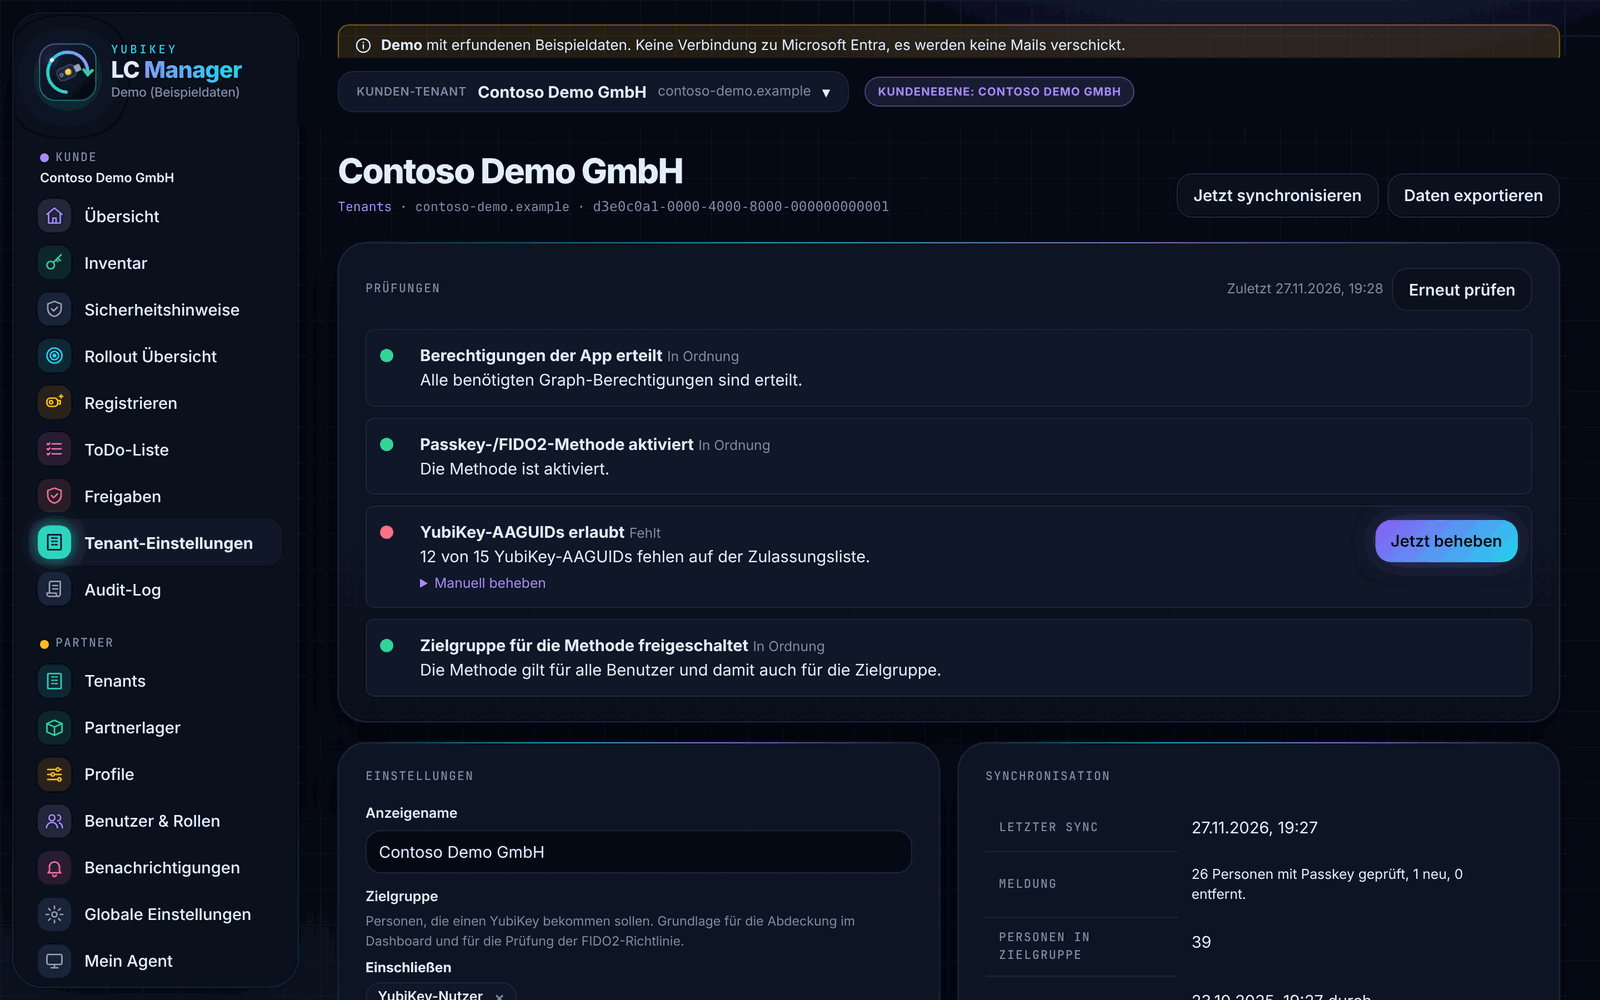 YUBIKEY
LC Manager
Demo (Beispieldaten)
KUNDE
Contoso Demo GmbH
Übersicht
Inventar
Sicherheitshinweise
Rollout Übersicht
Registrieren
ToDo-Liste
Freigaben
Tenant-Einstellungen
Audit-Log
PARTNER
Tenants
Partnerlager
Profile
Benutzer & Rollen
Benachrichtigungen
Globale Einstellungen
Mein Agent
Demo mit erfundenen Beispieldaten. Keine Verbindung zu Microsoft Entra, es werden keine Mails verschickt.
KUNDEN-TENANT Contoso Demo GmbH contoso-demo.example ▾
KUNDENEBENE: CONTOSO DEMO GMBH
Contoso Demo GmbH
Tenants · contoso-demo.example · d3e0c0a1-0000-4000-8000-000000000001
Jetzt synchronisieren
Daten exportieren
PRÜFUNGEN
Zuletzt 27.11.2026, 19:28
Erneut prüfen
Berechtigungen der App erteilt In Ordnung
Alle benötigten Graph-Berechtigungen sind erteilt.
Passkey-/FIDO2-Methode aktiviert In Ordnung
Die Methode ist aktiviert.
YubiKey-AAGUIDs erlaubt Fehlt
12 von 15 YubiKey-AAGUIDs fehlen auf der Zulassungsliste.
▶ Manuell beheben
Jetzt beheben
Zielgruppe für die Methode freigeschaltet In Ordnung
Die Methode gilt für alle Benutzer und damit auch für die Zielgruppe.
EINSTELLUNGEN
Anzeigename
Contoso Demo GmbH
Zielgruppe
Personen, die einen YubiKey bekommen sollen. Grundlage für die Abdeckung im
Dashboard und für die Prüfung der FIDO2-Richtlinie.
Einschließen
YubiKey-Nutzer ×
SYNCHRONISATION
LETZTER SYNC
27.11.2026, 19:27
MELDUNG
26 Personen mit Passkey geprüft, 1 neu, 0
entfernt.
PERSONEN IN
ZIELGRUPPE
39
23.10.2025, 19:27 durch